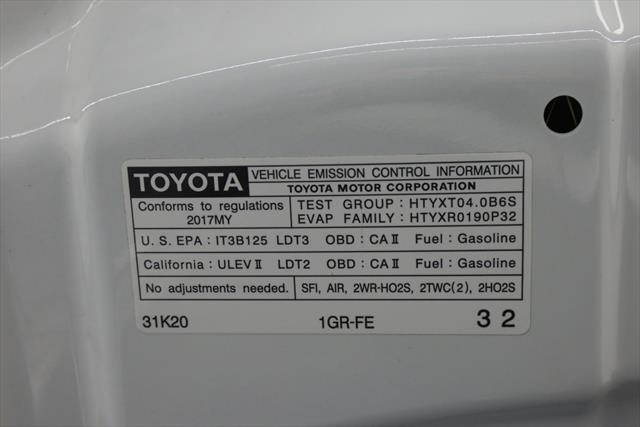 TOYOTA VEHICLE EMISSION CONTROL INFORMATION
TOYOTA MOTOR CORPORATION
Conforms to regulations 2017MY
TEST GROUP : HTYXT04.0B6S
EVAP FAMILY : HTYXR0190P32
U. S. EPA : IT3B125 LDT3 OBD : CA II Fuel : Gasoline
California : ULEV II LDT2 OBD : CA II Fuel : Gasoline
No adjustments needed. SFI, AIR, 2WR-HO2S, 2TWC(2), 2HO2S
31K20 1GR-FE 3 2